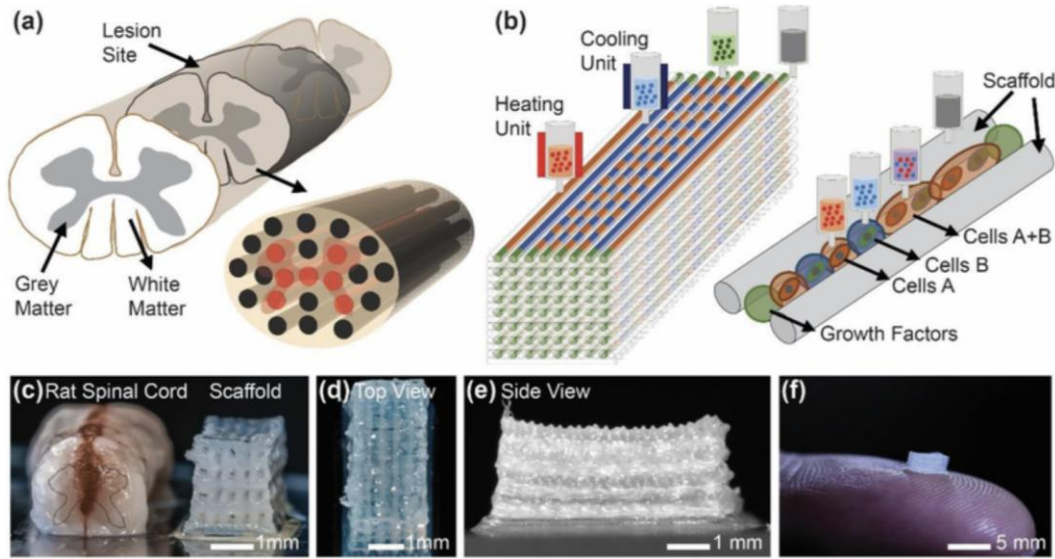 (a)
Lesion
Site
Grey
Matter
White
Matter
(b)
Cooling
Unit
Heating
Unit
Scaffold
Cells A+B
Cells B
Cells A
Growth Factors
(c) Rat Spinal Cord Scaffold
1mm
(d) Top View
1mm
(e) Side View
1 mm
(f)
5 mm